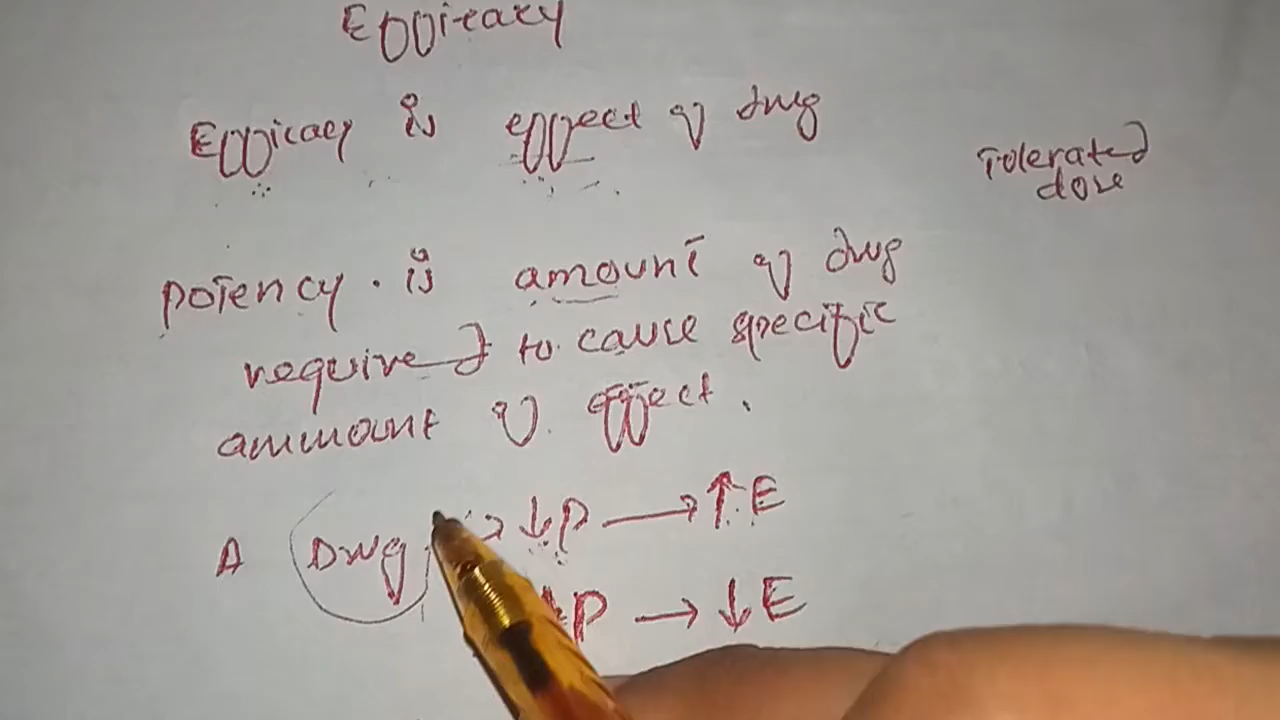 Efficacy
Efficacy is effect of drug
Tolerated
dose
potency. is amount of drug
required to cause specific
ammount of effect.
A Drug → ↓P → ↑E
↑P → ↓E